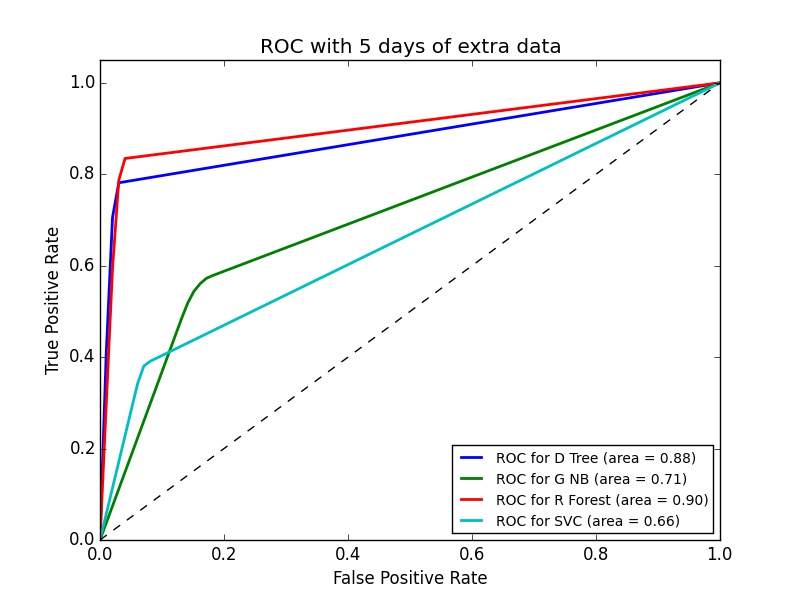 ROC with 5 days of extra data
True Positive Rate
1.0
0.8
0.6
0.4
0.2
0.0
ROC for D Tree (area = 0.88)
ROC for G NB (area = 0.71)
ROC for R Forest (area = 0.90)
ROC for SVC (area = 0.66)
0.0 0.2 0.4 0.6 0.8 1.0
False Positive Rate